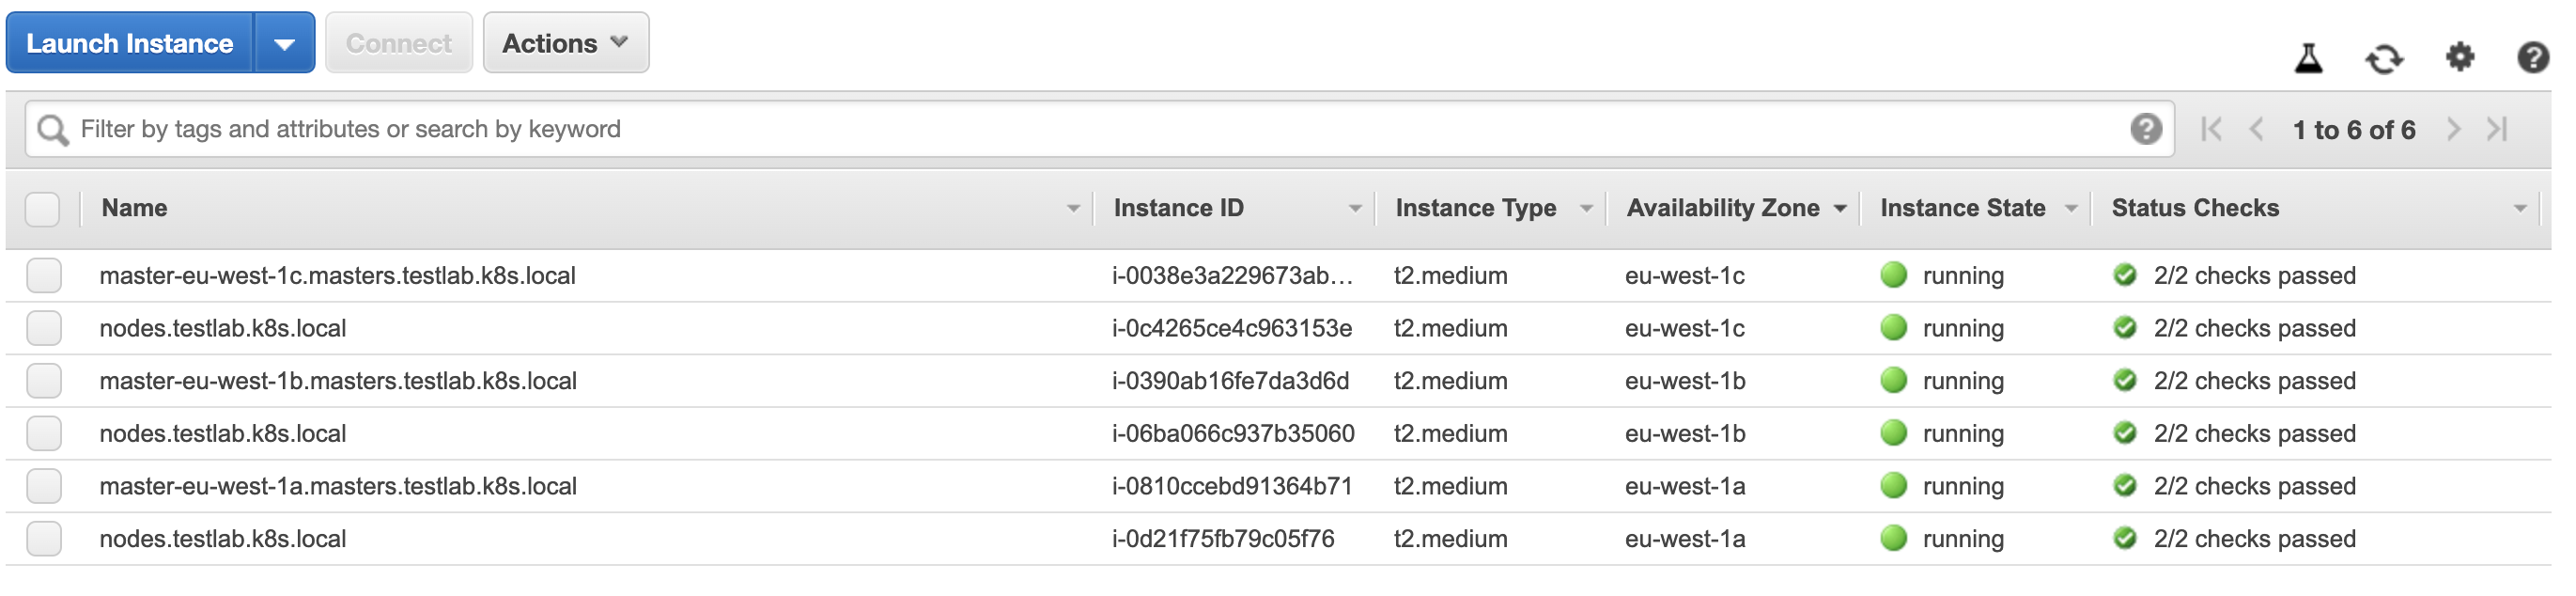 Launch Instance Connect Actions
Filter by tags and attributes or search by keyword 1 to 6 of 6
Name Instance ID Instance Type Availability Zone Instance State Status Checks
master-eu-west-1c.masters.testlab.k8s.local i-0038e3a229673ab... t2.medium eu-west-1c running 2/2 checks passed
nodes.testlab.k8s.local i-0c4265ce4c963153e t2.medium eu-west-1c running 2/2 checks passed
master-eu-west-1b.masters.testlab.k8s.local i-0390ab16fe7da3d6d t2.medium eu-west-1b running 2/2 checks passed
nodes.testlab.k8s.local i-06ba066c937b35060 t2.medium eu-west-1b running 2/2 checks passed
master-eu-west-1a.masters.testlab.k8s.local i-0810ccebd91364b71 t2.medium eu-west-1a running 2/2 checks passed
nodes.testlab.k8s.local i-0d21f75fb79c05f76 t2.medium eu-west-1a running 2/2 checks passed